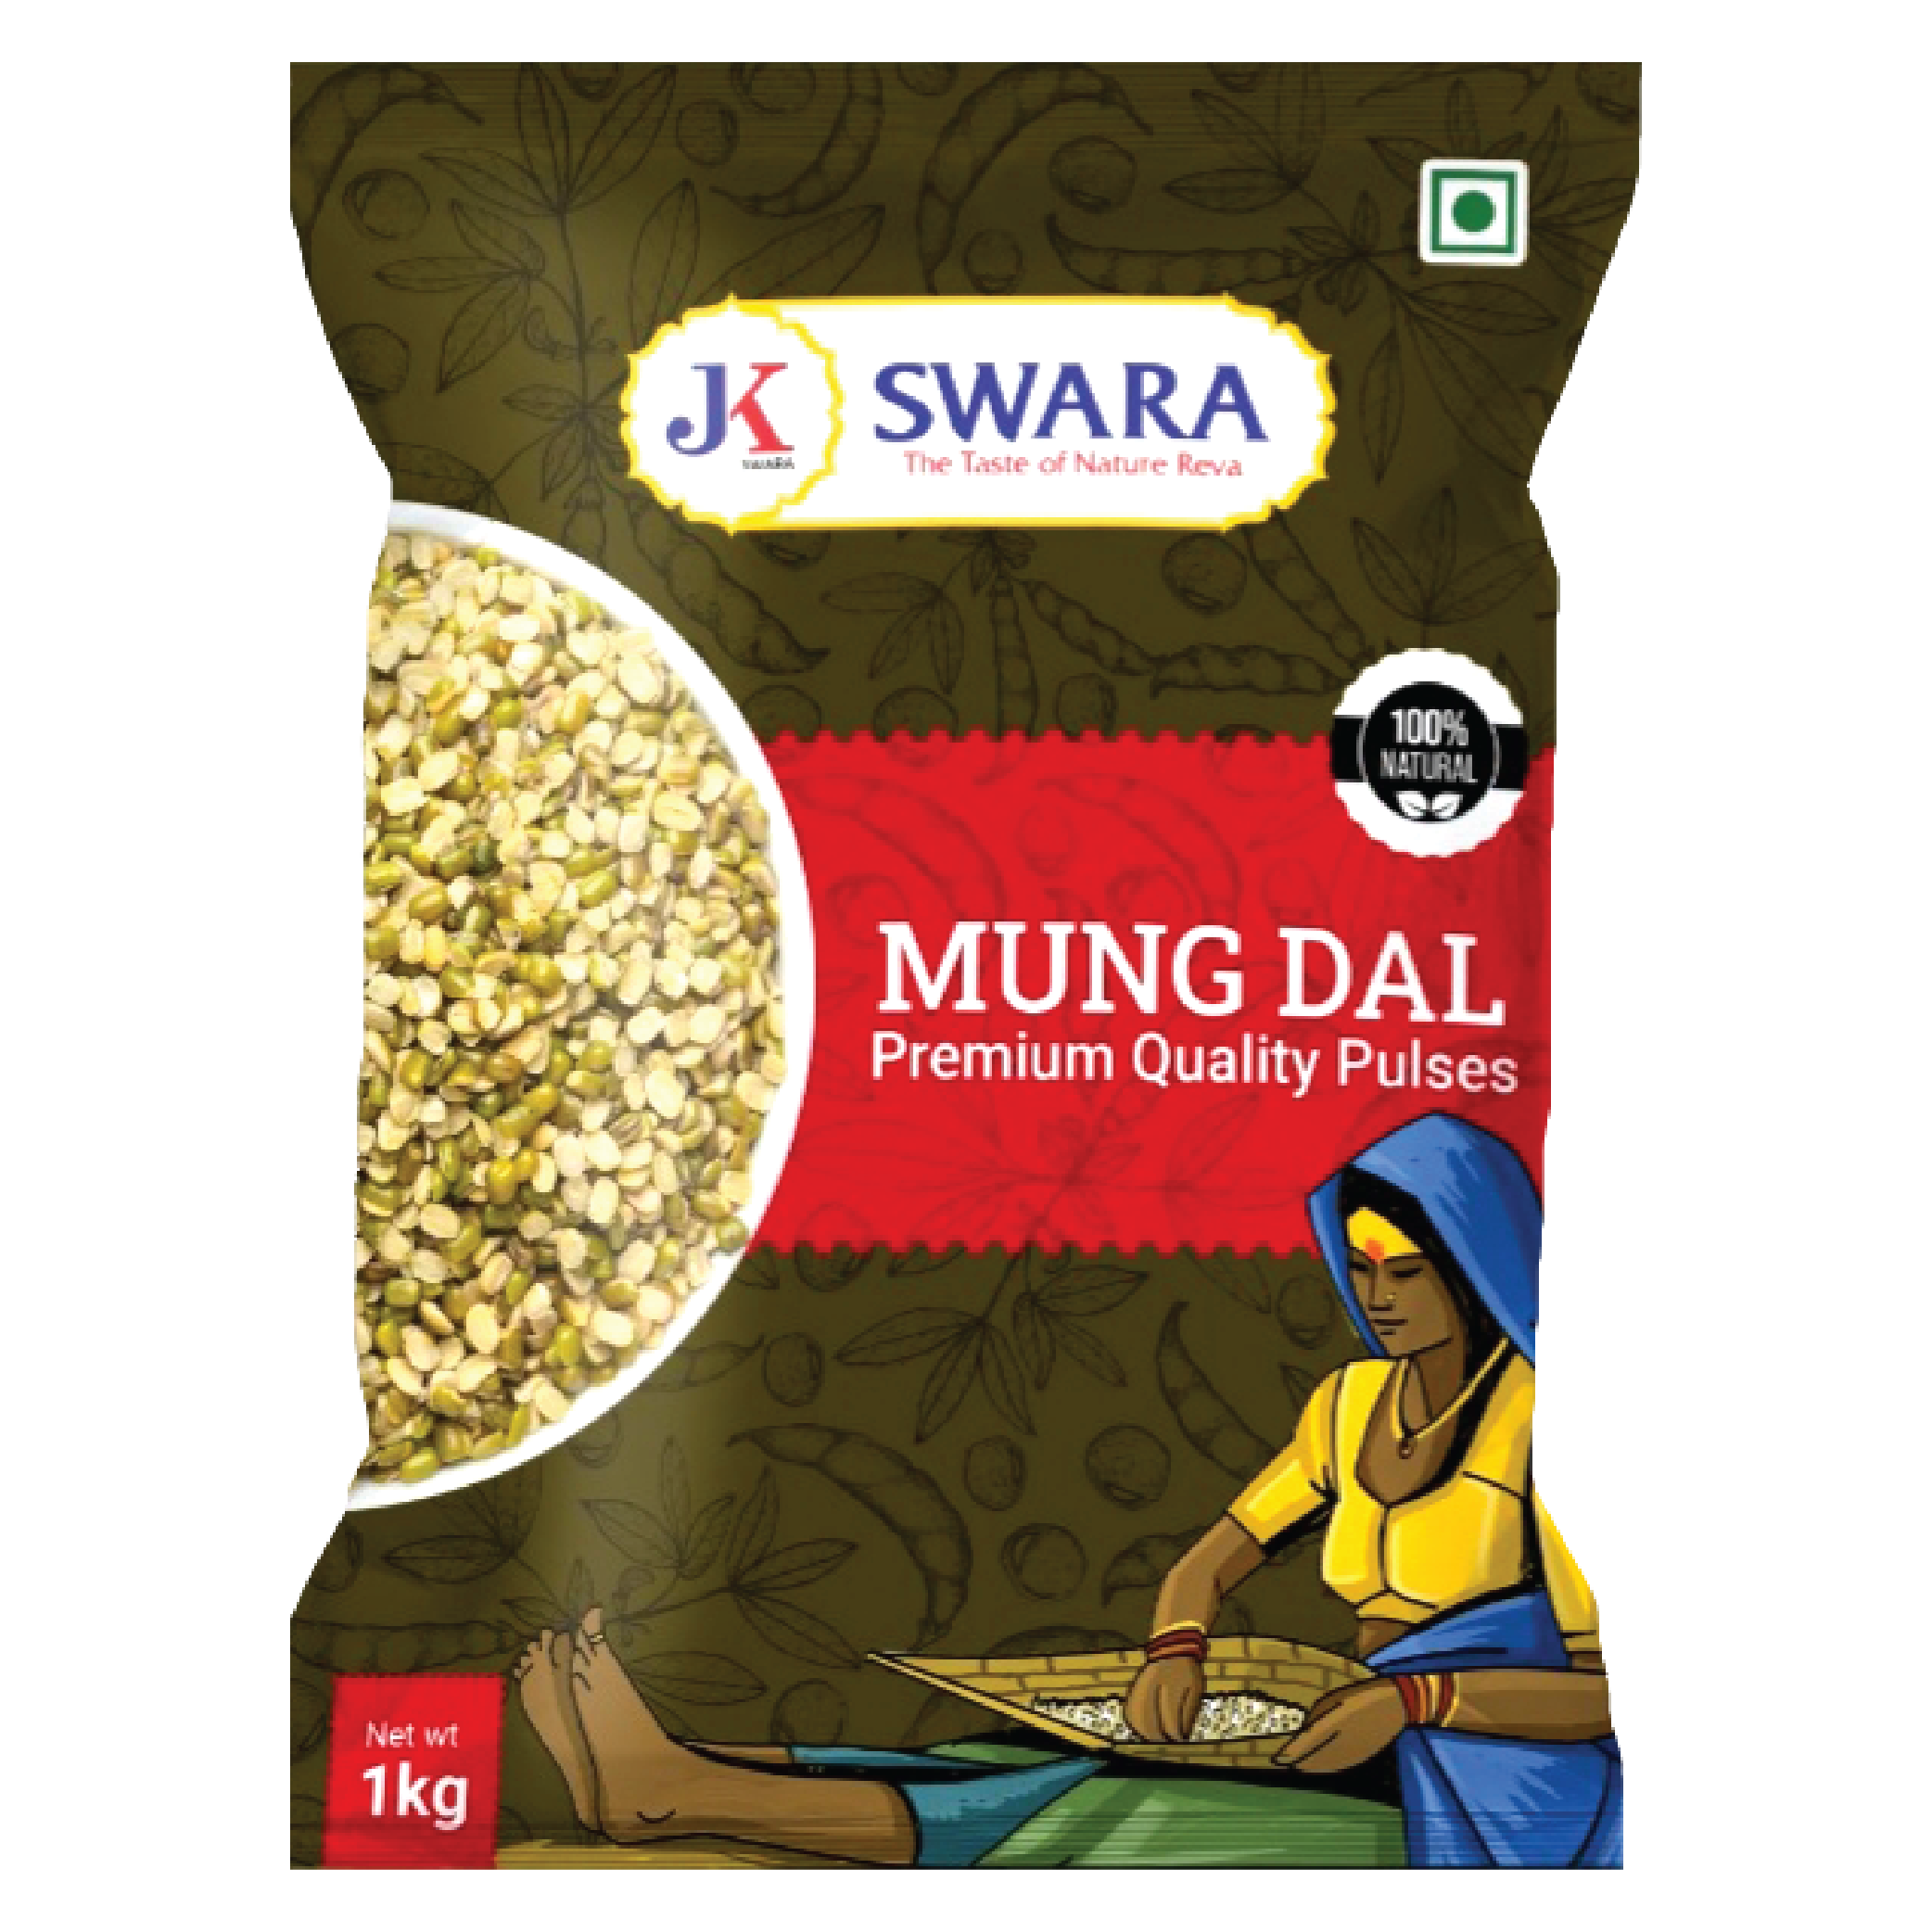 JK
SWARA
SWARA
The Taste of Nature Reva
100%
NATURAL
MUNG DAL
Premium Quality Pulses
Net wt
1kg